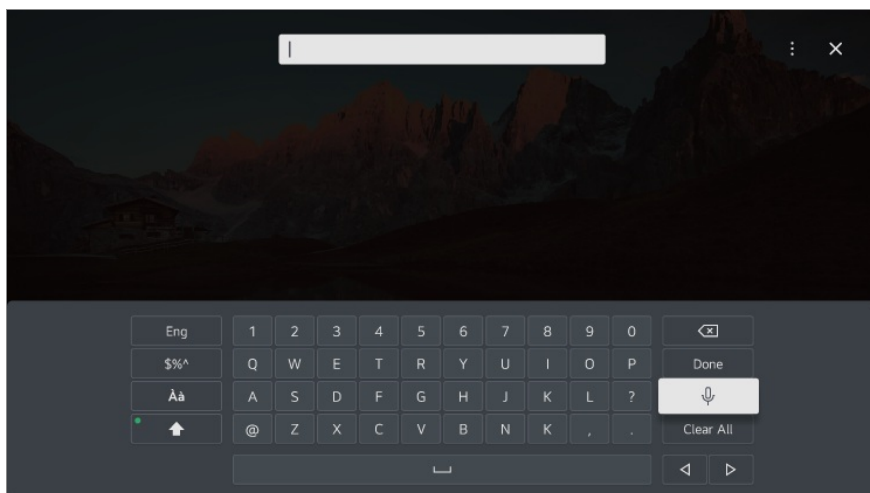 Eng 1 2 3 4 5 6 7 8 9 0
$%^ Q W E T R Y U I O P Done
Àà A S D F G H J K L ?
@ Z X C V B N K , . Clear All